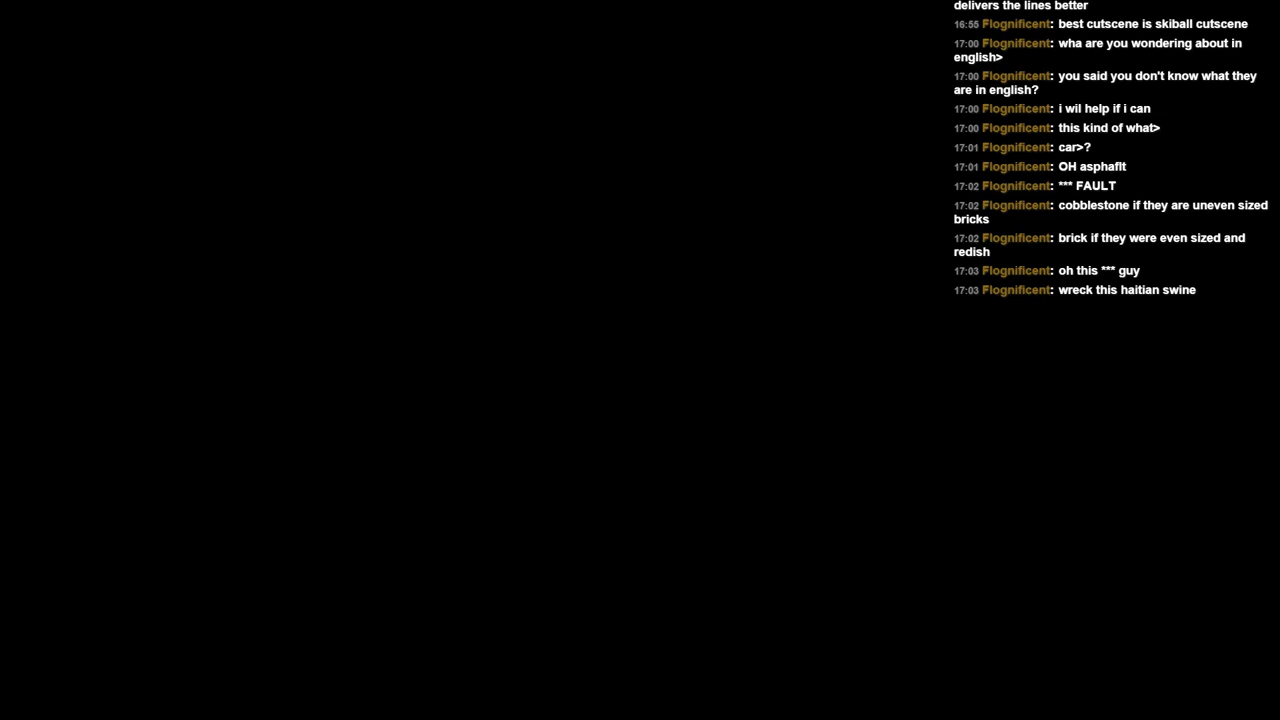 delivers the lines better
16:55 Flognificent: best cutscene is skiball cutscene
17:00 Flognificent: wha are you wondering about in
english>
17:00 Flognificent: you said you don't know what they
are in english?
17:00 Flognificent: i wil help if i can
17:00 Flognificent: this kind of what>
17:01 Flognificent: car>?
17:01 Flognificent: OH asphaflt
17:02 Flognificent: *** FAULT
17:02 Flognificent: cobblestone if they are uneven sized
bricks
17:02 Flognificent: brick if they were even sized and
redish
17:03 Flognificent: oh this *** guy
17:03 Flognificent: wreck this haitian swine